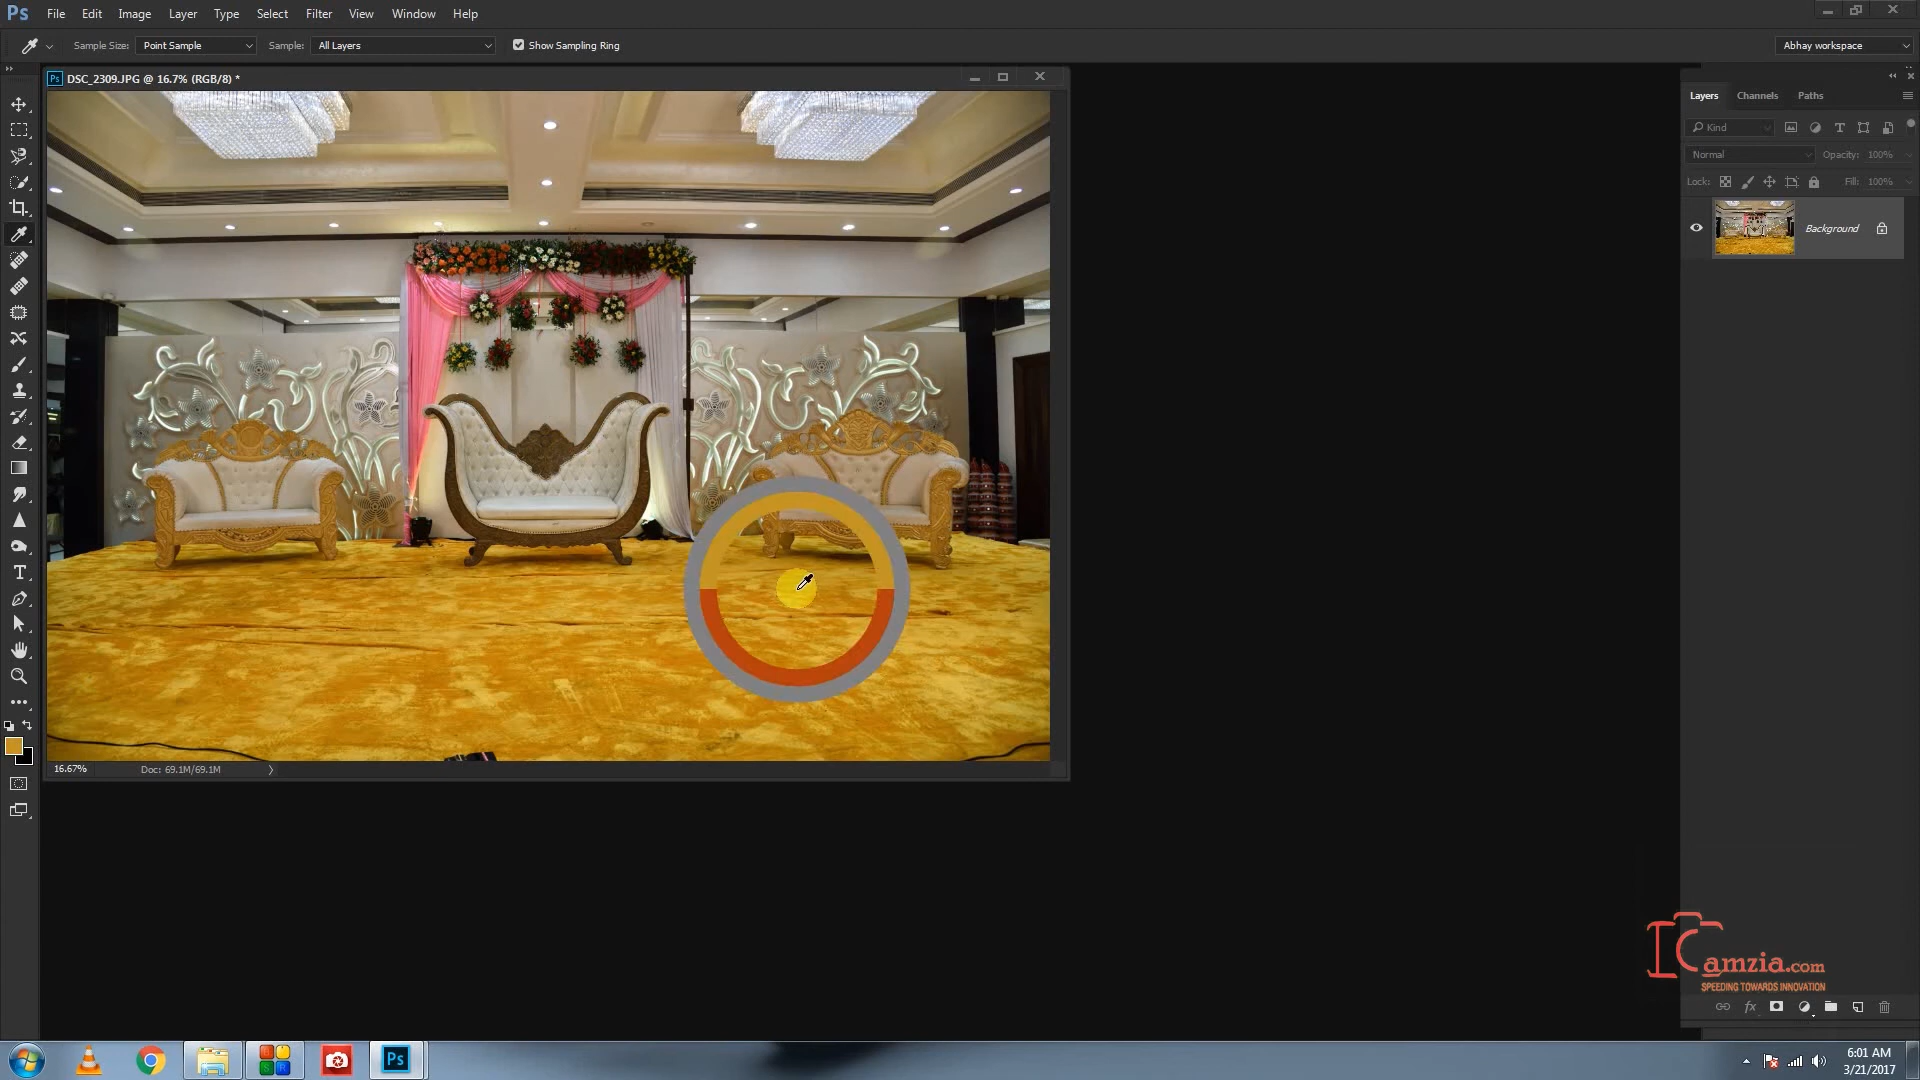 Ps File Edit Image Layer Type Select Filter View Window Help
Sample Size: Point Sample Sample: All Layers Show Sampling Ring Abhay workspace
Ps DSC_2309.JPG @ 16.7% (RGB/8) *
Layers Channels Paths
Kind
Normal Opacity: 100%
Lock: Fill: 100%
Background
16.67% Doc: 69.1M/69.1M
Camzia.com
SPEEDING TOWARDS INNOVATION
Ps
6:01 AM
3/21/2017